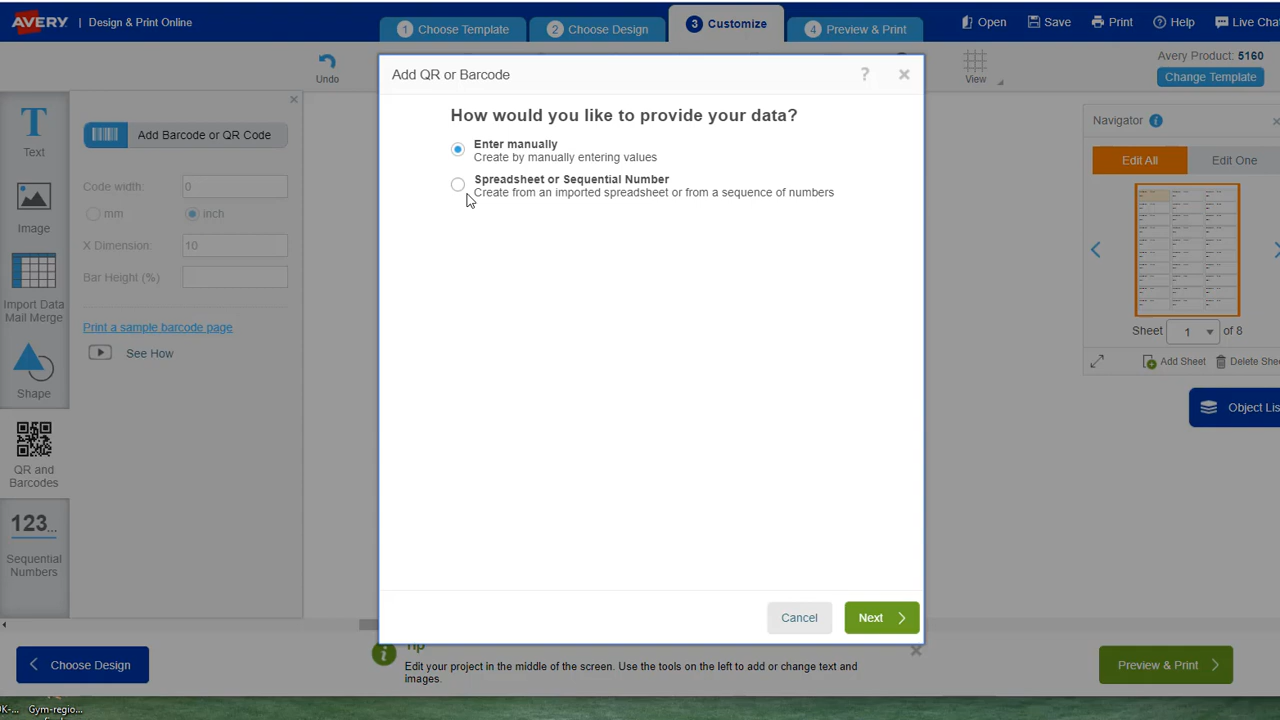 AVERY | Design & Print Online
1 Choose Template
2 Choose Design
3 Customize
4 Preview & Print
Open
Save
Print
? Help
Live Chat
Undo
View
Avery Product: 5160
Change Template
Text
Image
Import Data
Mail Merge
Shape
QR and
Barcodes
123...
Sequential
Numbers
Add Barcode or QR Code
Code width: 0
mm
inch
X Dimension: 10
Bar Height (%)
Print a sample barcode page
See How
Add QR or Barcode
?
How would you like to provide your data?
Enter manually
Create by manually entering values
Spreadsheet or Sequential Number
Create from an imported spreadsheet or from a sequence of numbers
Cancel
Next
Navigator
Edit All
Edit One
Sheet 1 of 8
Add Sheet
Delete Shee
Object Lis
Choose Design
Tip
Edit your project in the middle of the screen. Use the tools on the left to add or change text and
images.
Preview & Print
Gym-regio...